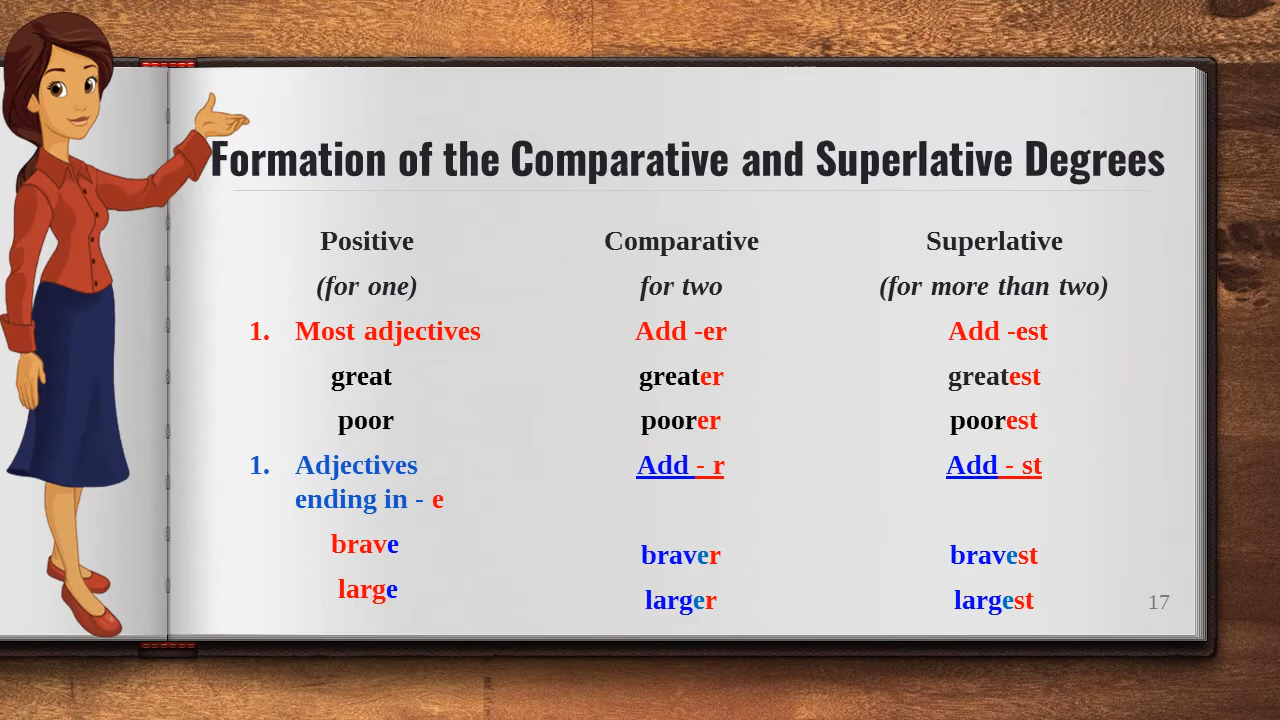 Formation of the Comparative and Superlative Degrees
Positive Comparative Superlative
(for one) for two (for more than two)
1. Most adjectives Add -er Add -est
great greater greatest
poor poorer poorest
1. Adjectives Add - r Add - st
ending in - e
brave braver bravest
large larger largest
17